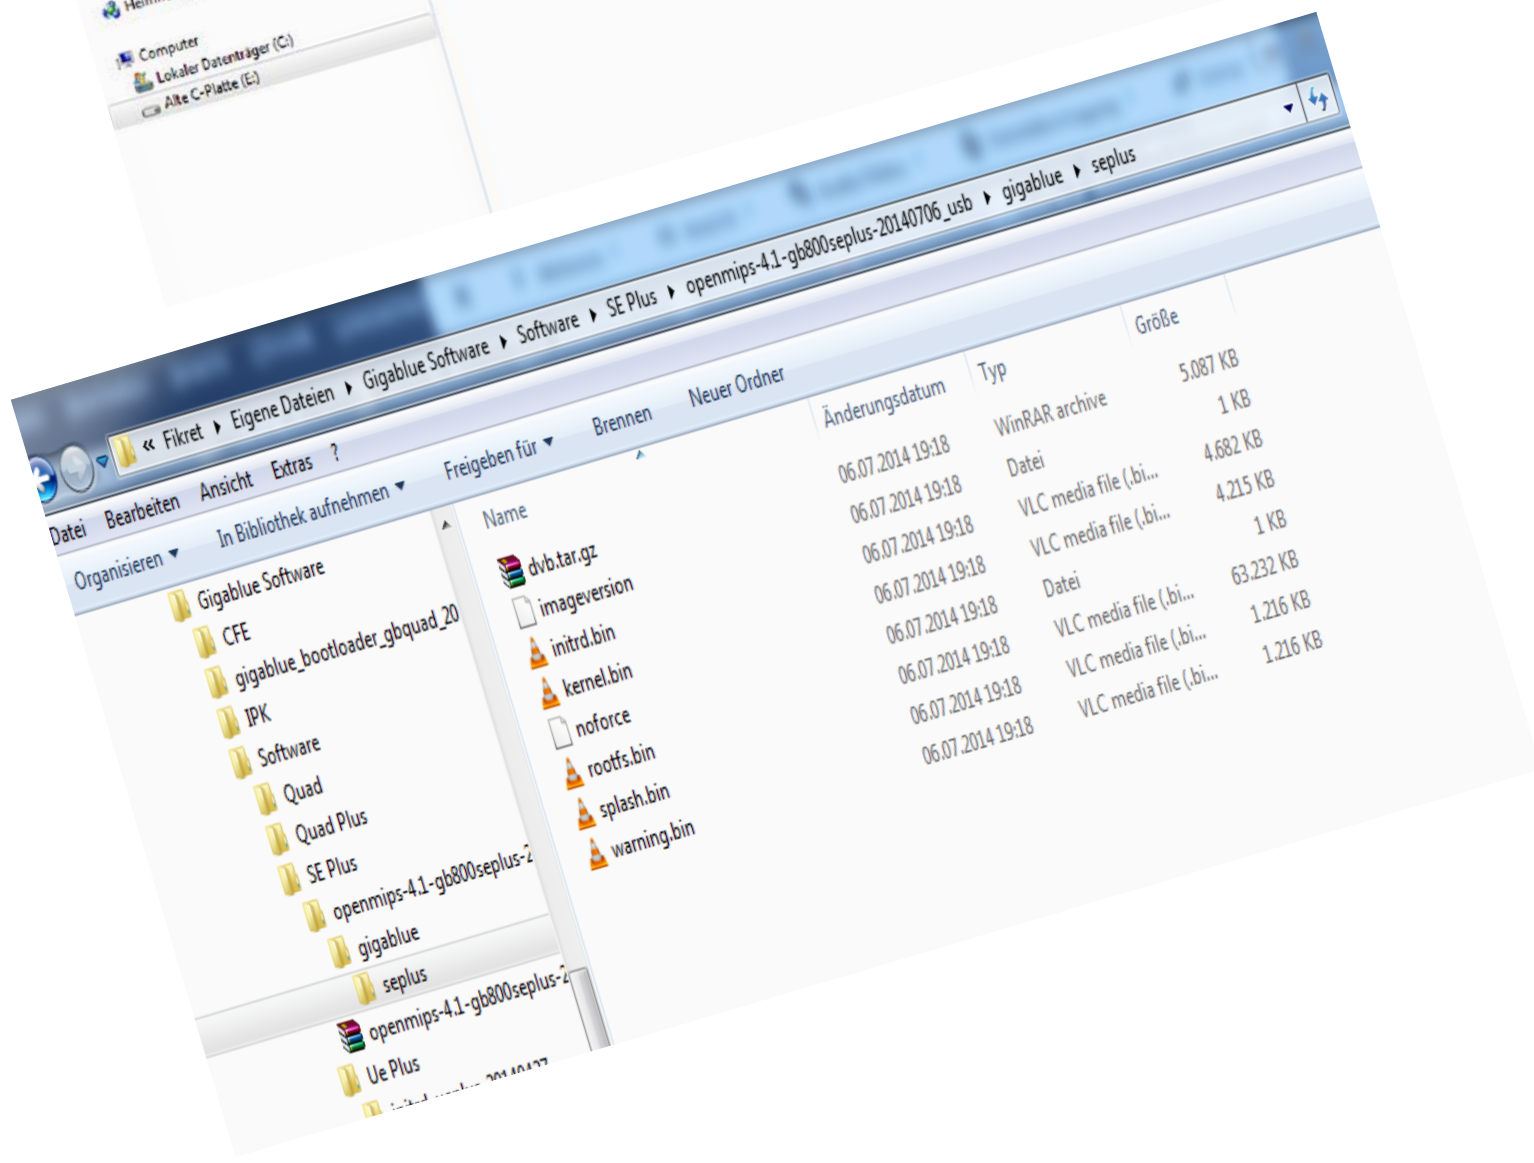 Computer
Lokaler Datenträger (C:)
Alte C-Platte (E:)
« Fikret ▸ Eigene Dateien ▸ Gigablue Software ▸ Software ▸ SE Plus ▸ openmips-4.1-gb800seplus-20140706_usb ▸ gigablue ▸ seplus
Datei Bearbeiten Ansicht Extras ?
Organisieren In Bibliothek aufnehmen Freigeben für Brennen Neuer Ordner
Gigablue Software
CFE
gigablue_bootloader_gbquad_20
IPK
Software
Quad
Quad Plus
SE Plus
openmips-4.1-gb800seplus-2
gigablue
seplus
openmips-4.1-gb800seplus-2
Ue Plus
Name Änderungsdatum Typ Größe
dvb.tar.gz 06.07.2014 19:18 WinRAR archive 5.087 KB
imageversion 06.07.2014 19:18 Datei 1 KB
initrd.bin 06.07.2014 19:18 VLC media file (.bi... 4.682 KB
kernel.bin 06.07.2014 19:18 VLC media file (.bi... 4.215 KB
noforce 06.07.2014 19:18 Datei 1 KB
rootfs.bin 06.07.2014 19:18 VLC media file (.bi... 63.232 KB
splash.bin 06.07.2014 19:18 VLC media file (.bi... 1.216 KB
warning.bin 06.07.2014 19:18 VLC media file (.bi... 1.216 KB